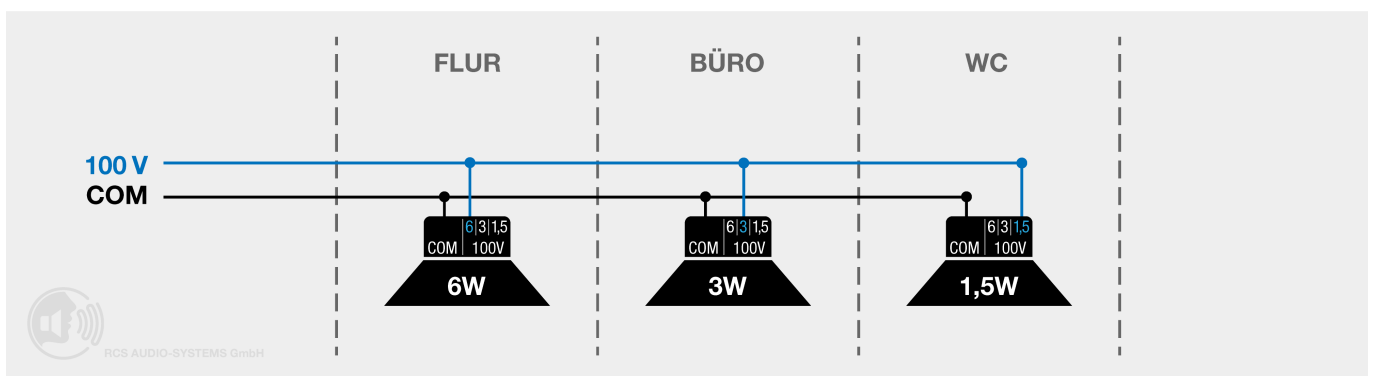 FLUR BÜRO WC
100 V
COM
6|3|1,5 6|3|1,5 6|3|1,5
COM 100V COM 100V COM 100V
6W 3W 1,5W
RCS AUDIO-SYSTEMS GmbH